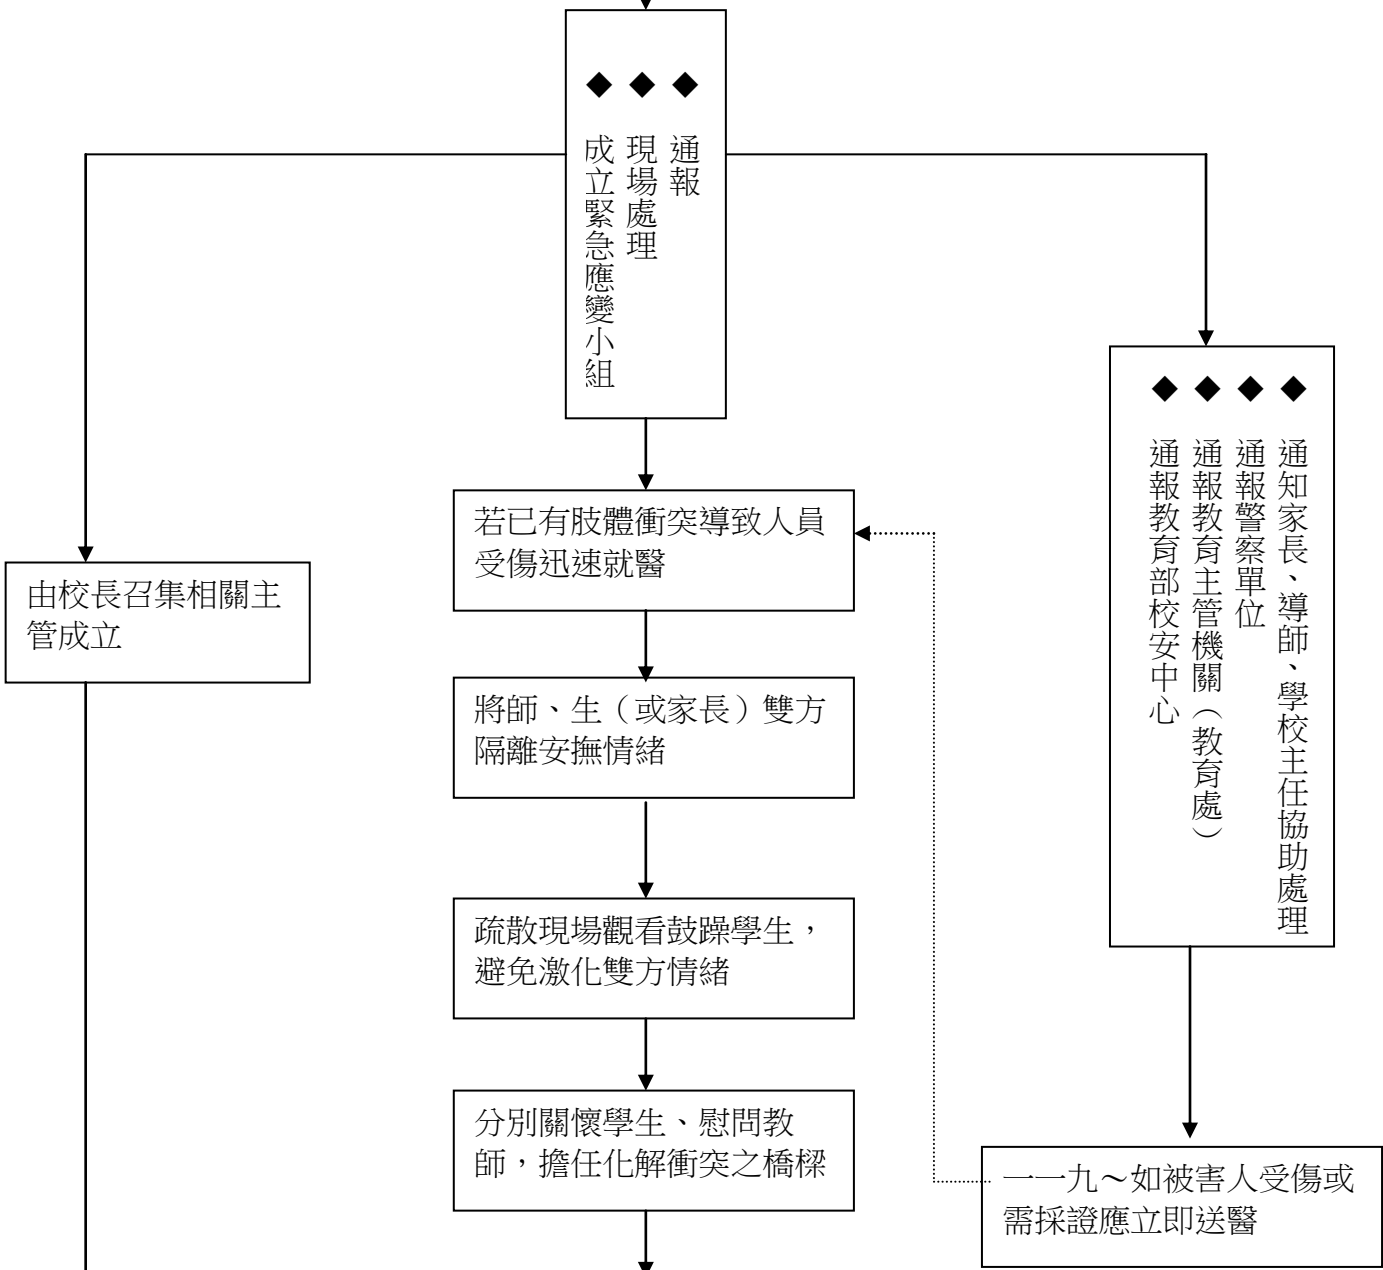 ◆ 通報
◆ 現場處理
◆ 成立緊急應變小組
若已有肢體衝突導致人員
受傷迅速就醫
由校長召集相關主
管成立
◆ 通知家長、導師、學校主任協助處理
◆ 通報警察單位
◆ 通報教育主管機關（教育處）
◆ 通報教育部校安中心
將師、生（或家長）雙方
隔離安撫情緒
疏散現場觀看鼓躁學生，
避免激化雙方情緒
分別關懷學生、慰問教
師，擔任化解衝突之橋樑
一一九～如被害人受傷或
需採證應立即送醫